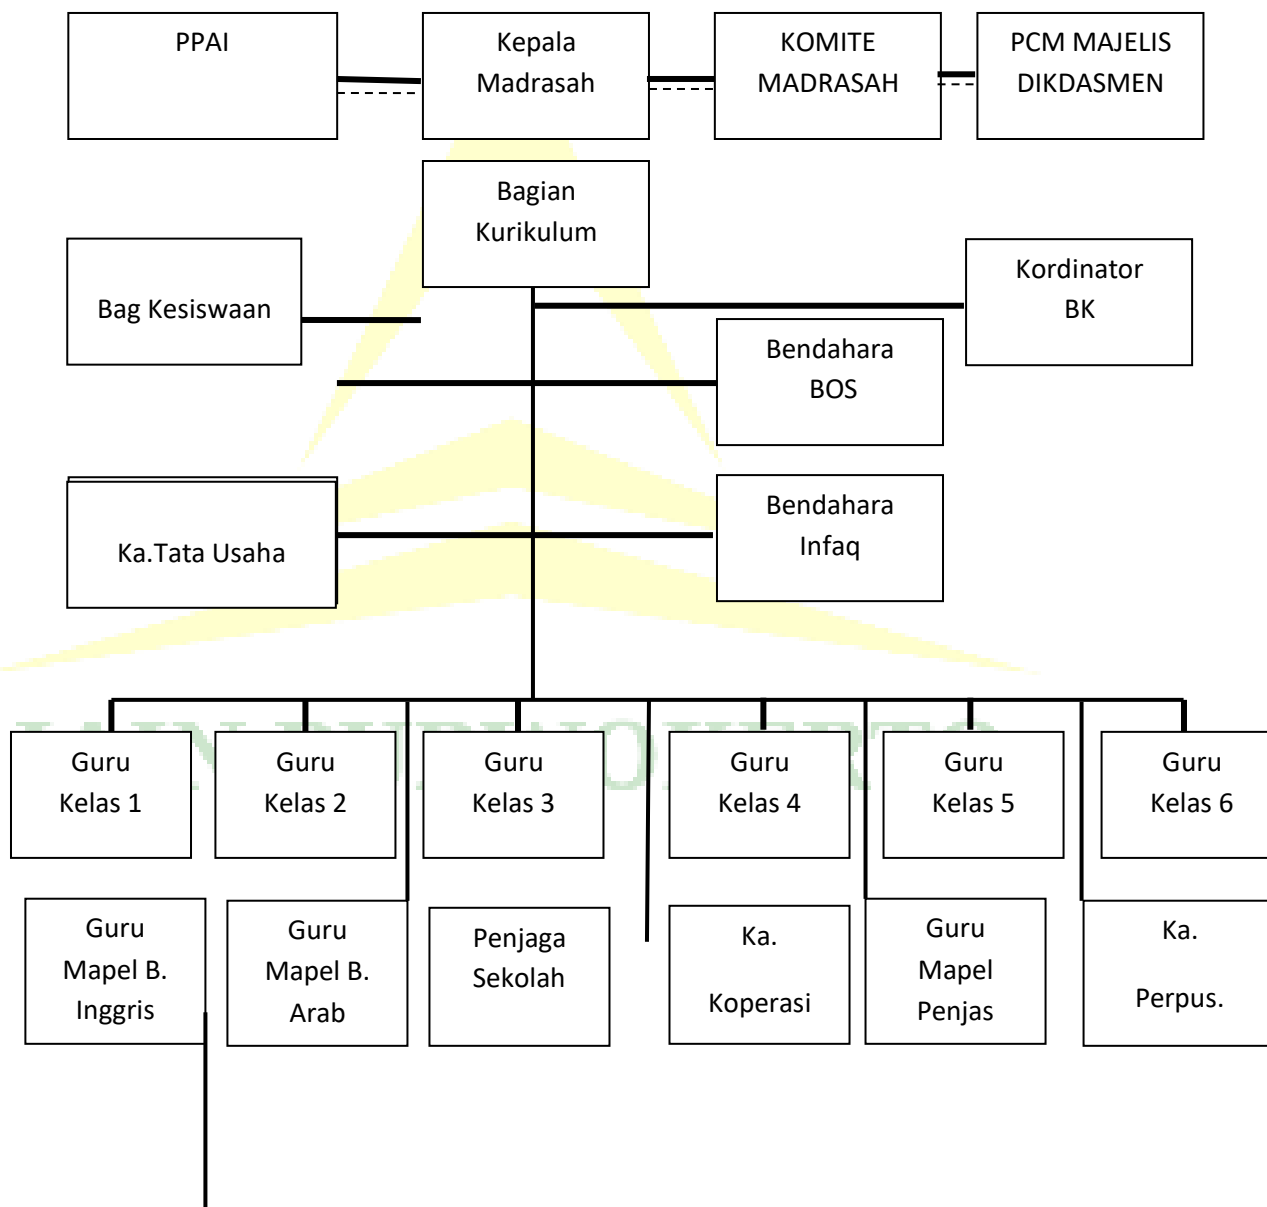 PPAI
Kepala
Madrasah
KOMITE
MADRASAH
PCM MAJELIS
DIKDASMEN
Bagian
Kurikulum
Bag Kesiswaan
Kordinator
BK
Bendahara
BOS
Ka.Tata Usaha
Bendahara
Infaq
IAIN PURWOKERTO
Guru
Kelas 1
Guru
Kelas 2
Guru
Kelas 3
Guru
Kelas 4
Guru
Kelas 5
Guru
Kelas 6
Guru
Mapel B.
Inggris
Guru
Mapel B.
Arab
Penjaga
Sekolah
Ka.
Koperasi
Guru
Mapel
Penjas
Ka.
Perpus.